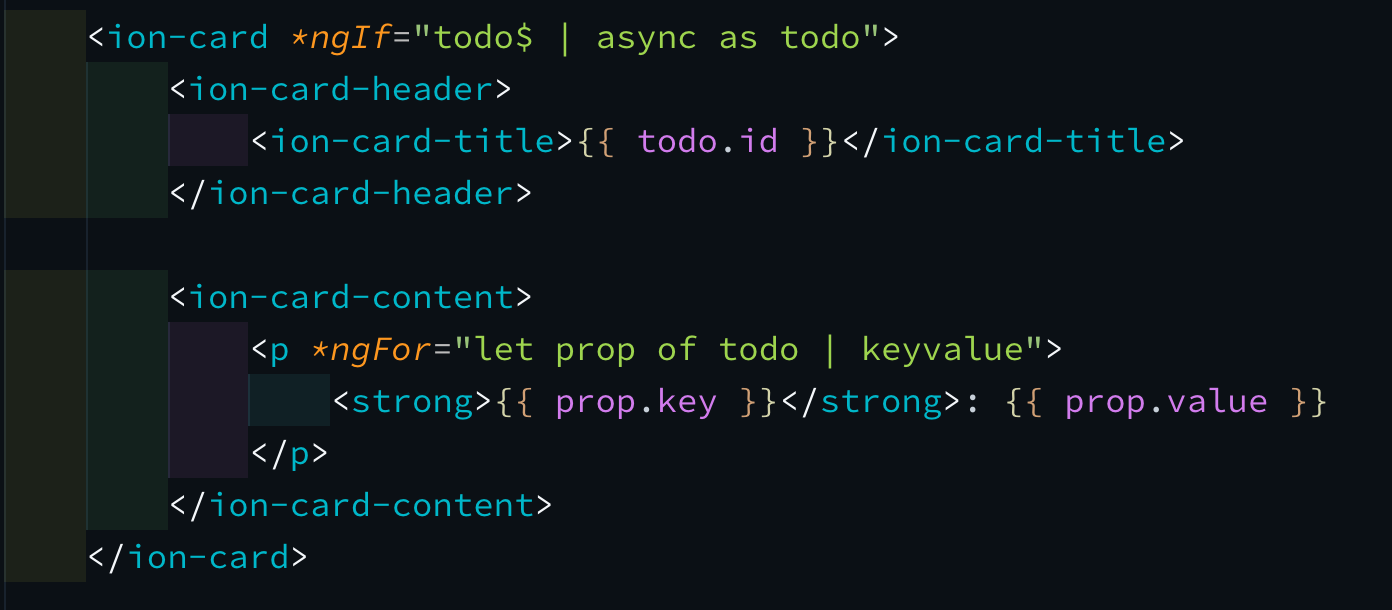 <ion-card *ngIf="todo$ | async as todo">
<ion-card-header>
<ion-card-title>{{ todo.id }}</ion-card-title>
</ion-card-header>
<ion-card-content>
<p *ngFor="let prop of todo | keyvalue">
<strong>{{ prop.key }}</strong>: {{ prop.value }}
</p>
</ion-card-content>
</ion-card>